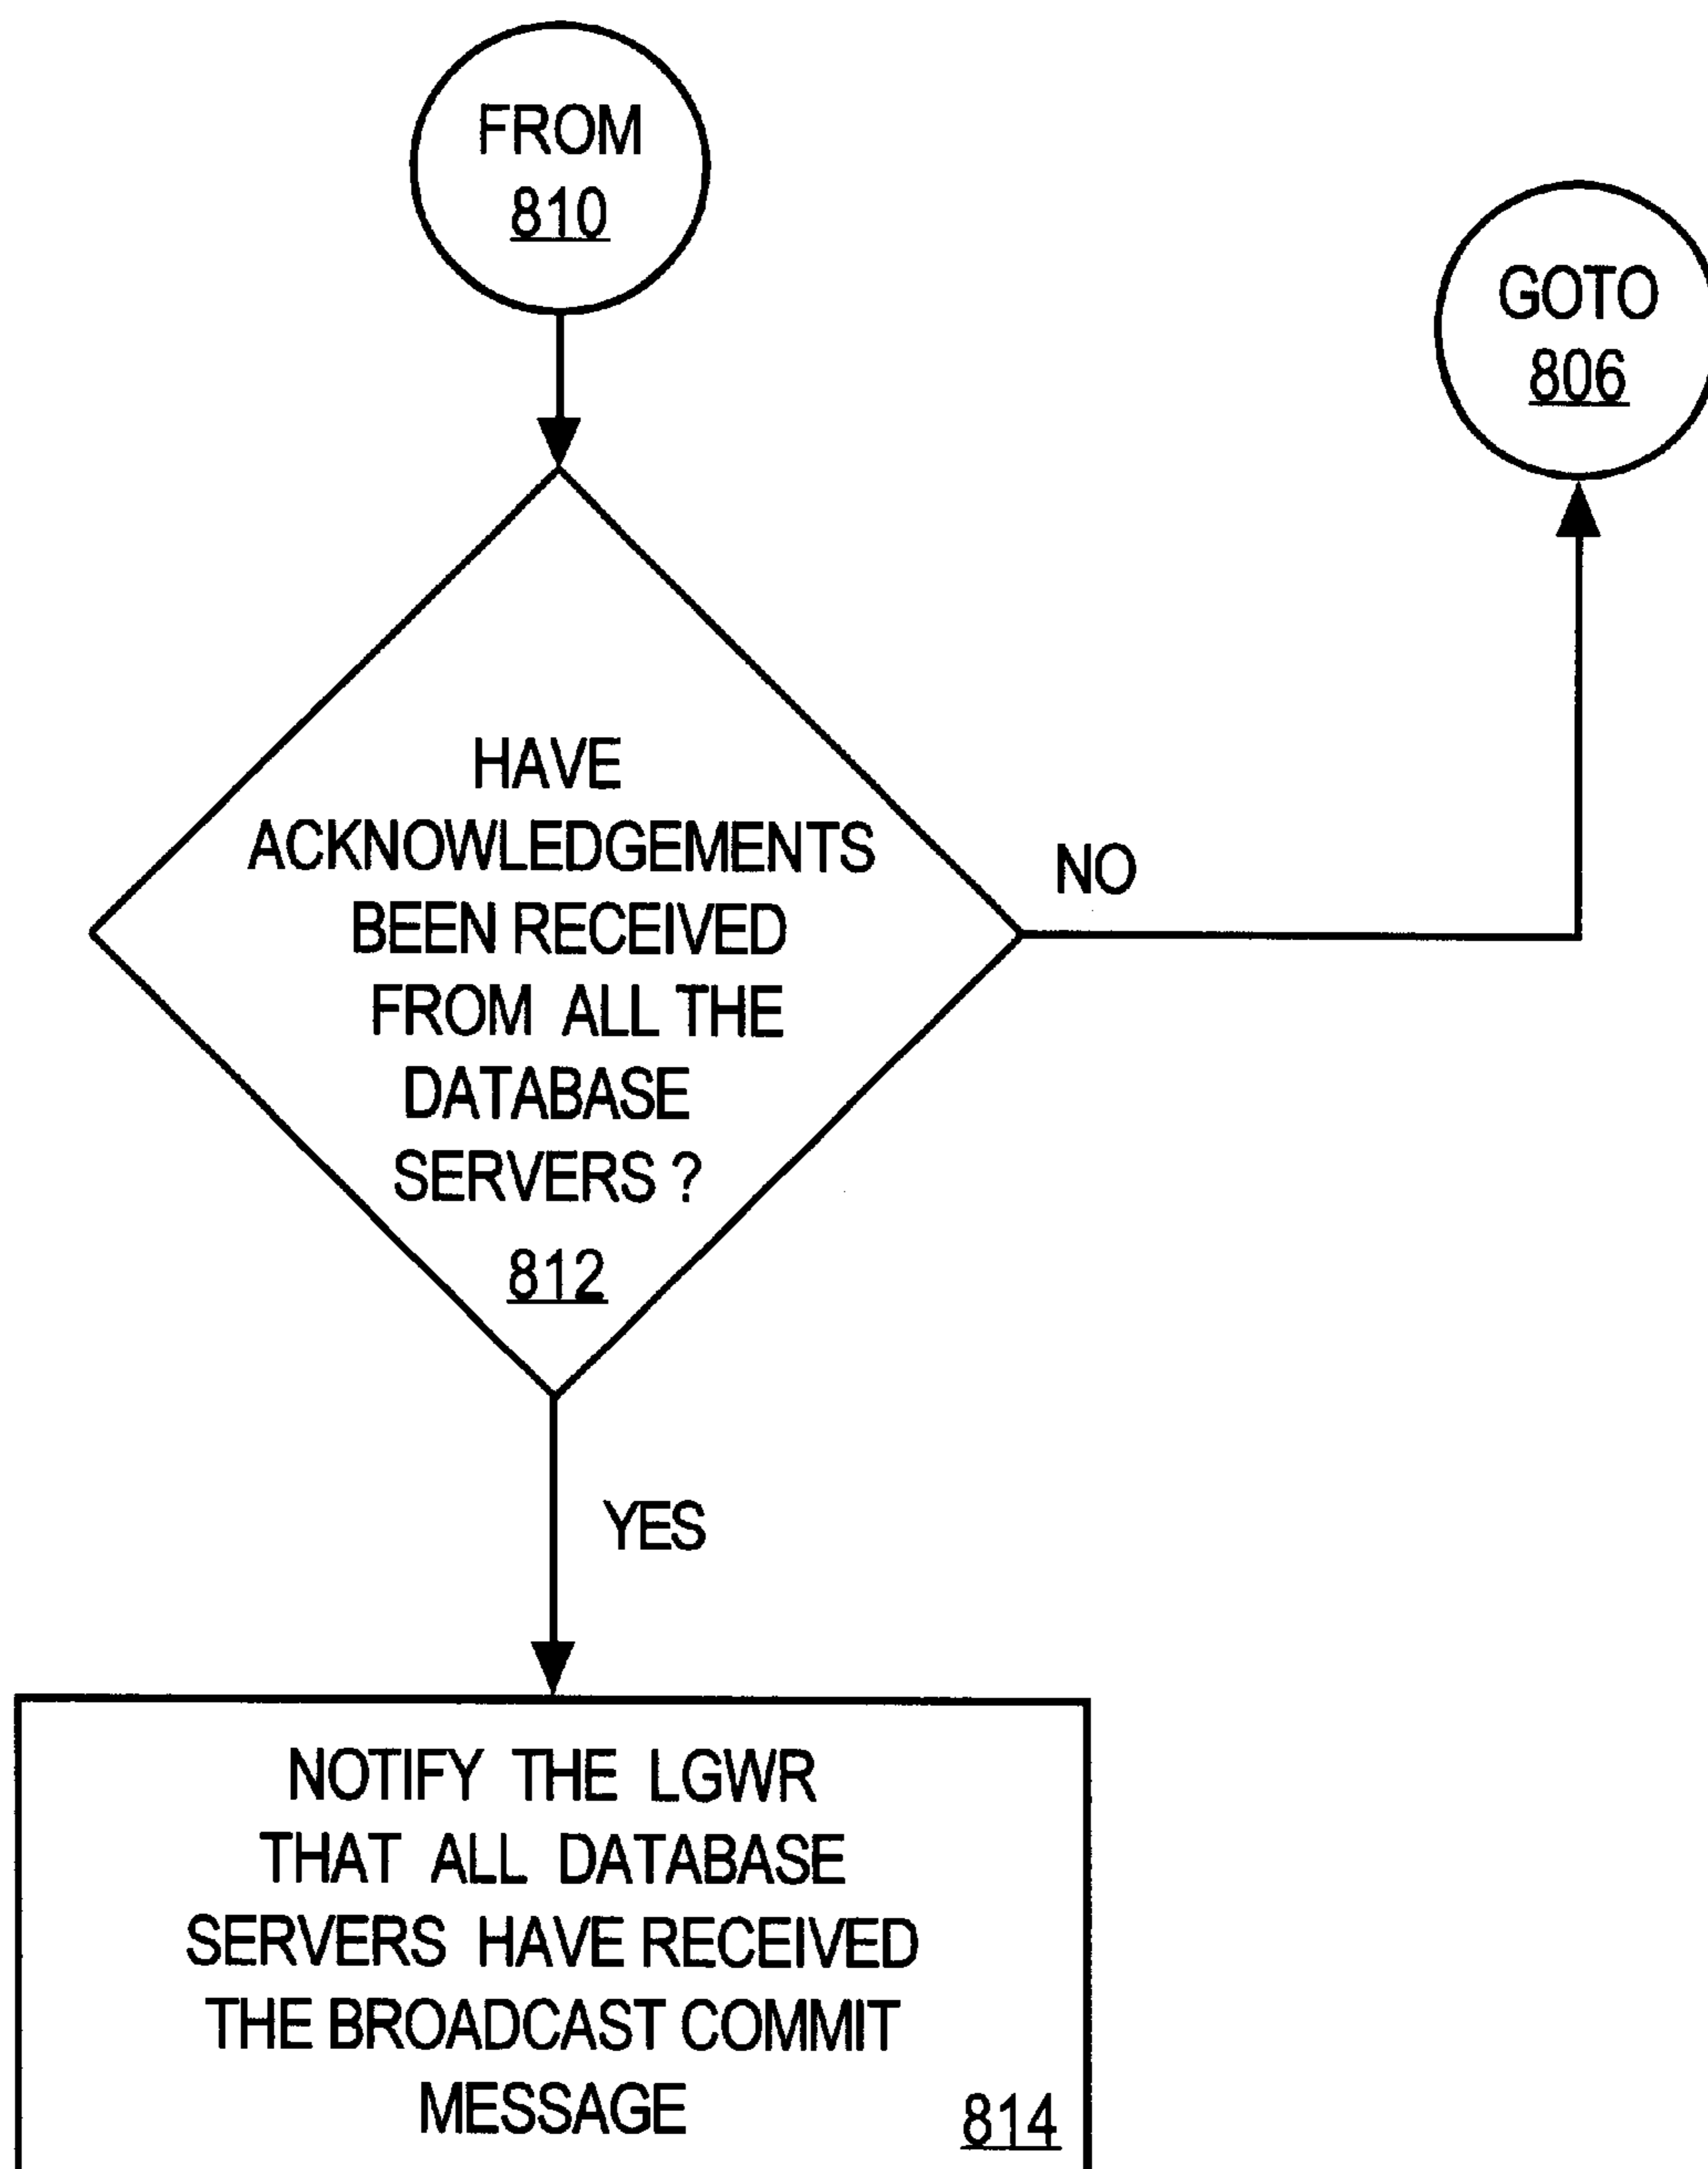 FROM
810
GOTO
806
HAVE
ACKNOWLEDGEMENTS
BEEN RECEIVED
FROM ALL THE
DATABASE
SERVERS ?
812
NO
YES
NOTIFY THE LGWR
THAT ALL DATABASE
SERVERS HAVE RECEIVED
THE BROADCAST COMMIT
MESSAGE
814